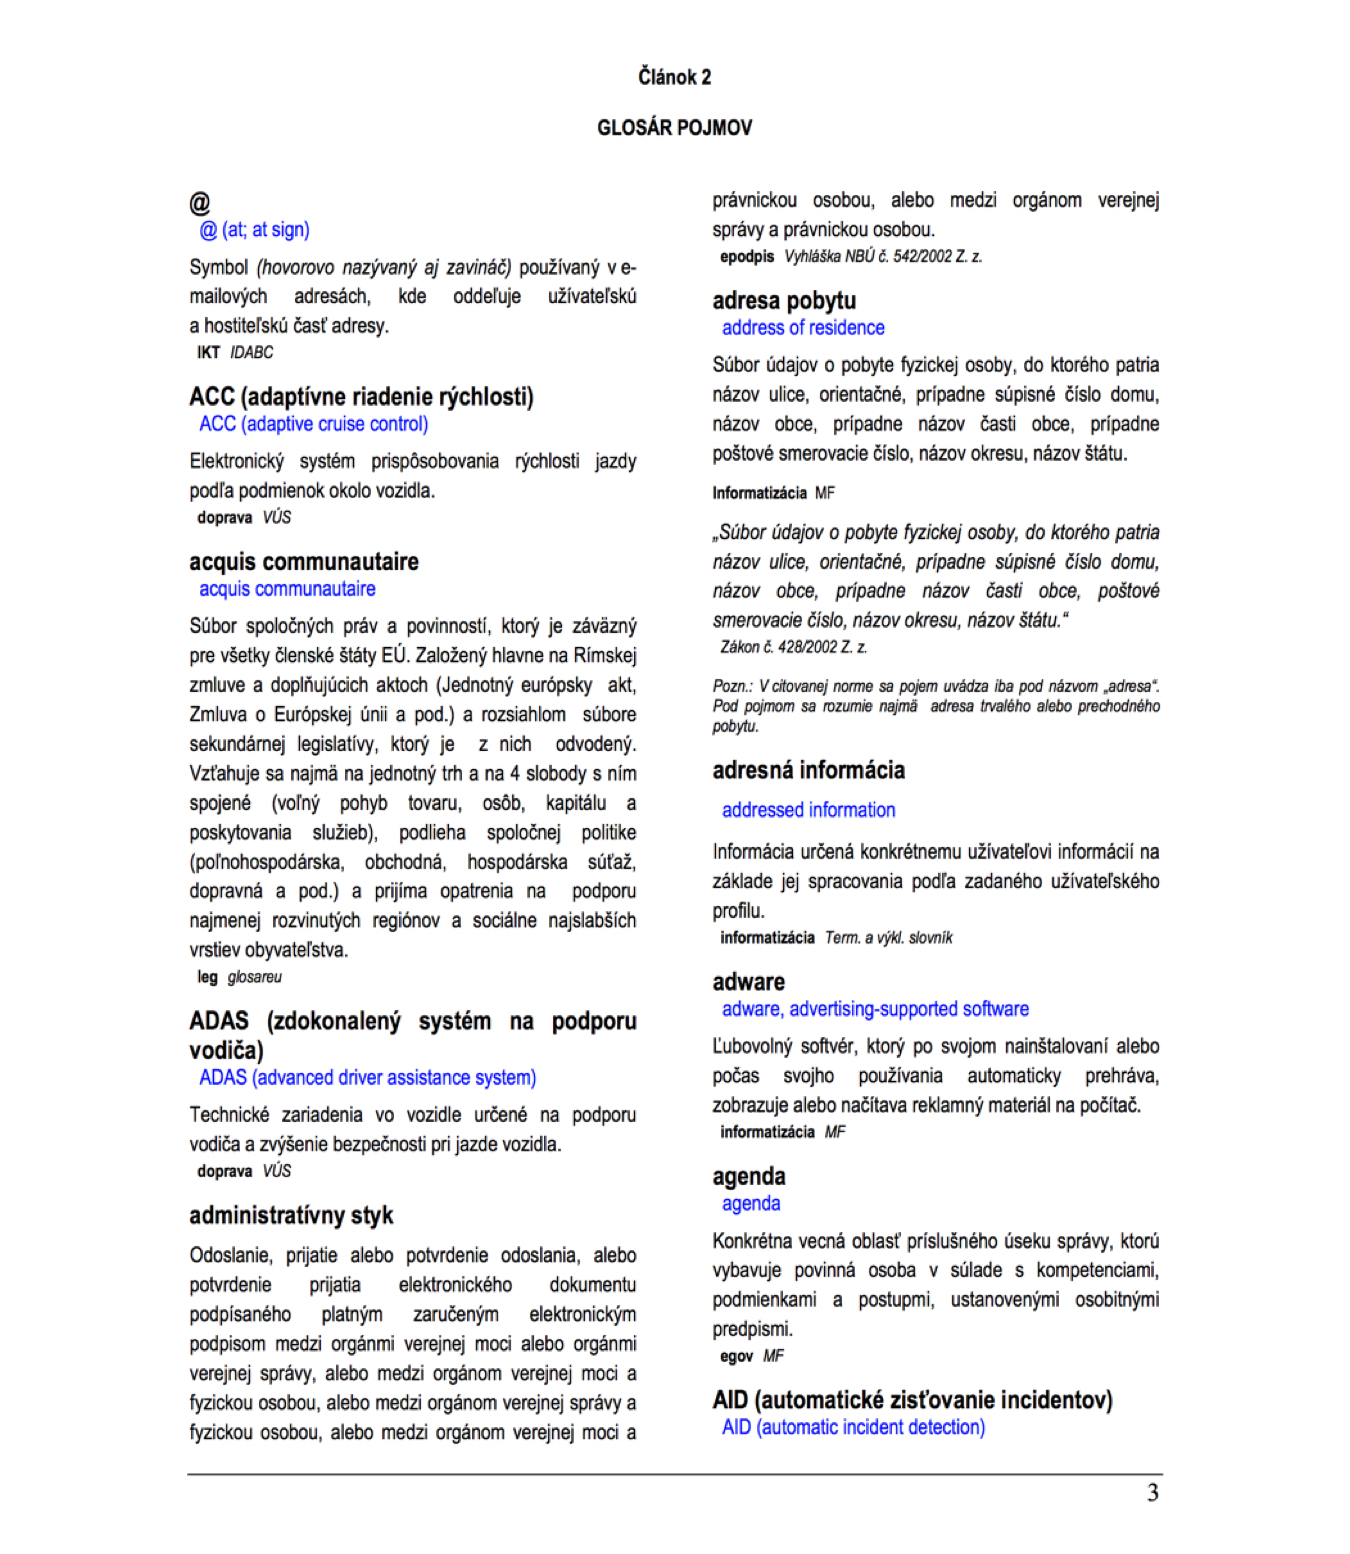 Článok 2
GLOSÁR POJMOV
@
@ (at; at sign)
Symbol (hovorovo nazývaný aj zavináč) používaný v e-
mailových adresách, kde oddeľuje užívateľskú
a hostiteľskú časť adresy.
IKT IDABC
ACC (adaptívne riadenie rýchlosti)
ACC (adaptive cruise control)
Elektronický systém prispôsobovania rýchlosti jazdy
podľa podmienok okolo vozidla.
doprava VÚS
acquis communautaire
acquis communautaire
Súbor spoločných práv a povinností, ktorý je záväzný
pre všetky členské štáty EÚ. Založený hlavne na Rímskej
zmluve a doplňujúcich aktoch (Jednotný európsky akt,
Zmluva o Európskej únii a pod.) a rozsiahlom súbore
sekundárnej legislatívy, ktorý je z nich odvodený.
Vzťahuje sa najmä na jednotný trh a na 4 slobody s ním
spojené (voľný pohyb tovaru, osôb, kapitálu a
poskytovania služieb), podlieha spoločnej politike
(poľnohospodárska, obchodná, hospodárska súťaž,
dopravná a pod.) a prijíma opatrenia na podporu
najmenej rozvinutých regiónov a sociálne najslabších
vrstiev obyvateľstva.
leg glosareu
ADAS (zdokonalený systém na podporu
vodiča)
ADAS (advanced driver assistance system)
Technické zariadenia vo vozidle určené na podporu
vodiča a zvýšenie bezpečnosti pri jazde vozidla.
doprava VÚS
administratívny styk
Odoslanie, prijatie alebo potvrdenie odoslania, alebo
potvrdenie prijatia elektronického dokumentu
podpísaného platným zaručeným elektronickým
podpisom medzi orgánmi verejnej moci alebo orgánmi
verejnej správy, alebo medzi orgánom verejnej moci a
fyzickou osobou, alebo medzi orgánom verejnej správy a
fyzickou osobou, alebo medzi orgánom verejnej moci a
právnickou osobou, alebo medzi orgánom verejnej
správy a právnickou osobou.
epodpis Vyhláška NBÚ č. 542/2002 Z. z.
adresa pobytu
address of residence
Súbor údajov o pobyte fyzickej osoby, do ktorého patria
názov ulice, orientačné, prípadne súpisné číslo domu,
názov obce, prípadne názov časti obce, prípadne
poštové smerovacie číslo, názov okresu, názov štátu.
Informatizácia MF
„Súbor údajov o pobyte fyzickej osoby, do ktorého patria
názov ulice, orientačné, prípadne súpisné číslo domu,
názov obce, prípadne názov časti obce, poštové
smerovacie číslo, názov okresu, názov štátu.“
Zákon č. 428/2002 Z. z.
Pozn.: V citovanej norme sa pojem uvádza iba pod názvom „adresa“.
Pod pojmom sa rozumie najmä adresa trvalého alebo prechodného
pobytu.
adresná informácia
addressed information
Informácia určená konkrétnemu užívateľovi informácií na
základe jej spracovania podľa zadaného užívateľského
profilu.
informatizácia Term. a výkl. slovník
adware
adware, advertising-supported software
Ľubovolný softvér, ktorý po svojom nainštalovaní alebo
počas svojho používania automaticky prehráva,
zobrazuje alebo načítava reklamný materiál na počítač.
informatizácia MF
agenda
agenda
Konkrétna vecná oblasť príslušného úseku správy, ktorú
vybavuje povinná osoba v súlade s kompetenciami,
podmienkami a postupmi, ustanovenými osobitnými
predpismi.
egov MF
AID (automatické zisťovanie incidentov)
AID (automatic incident detection)
3